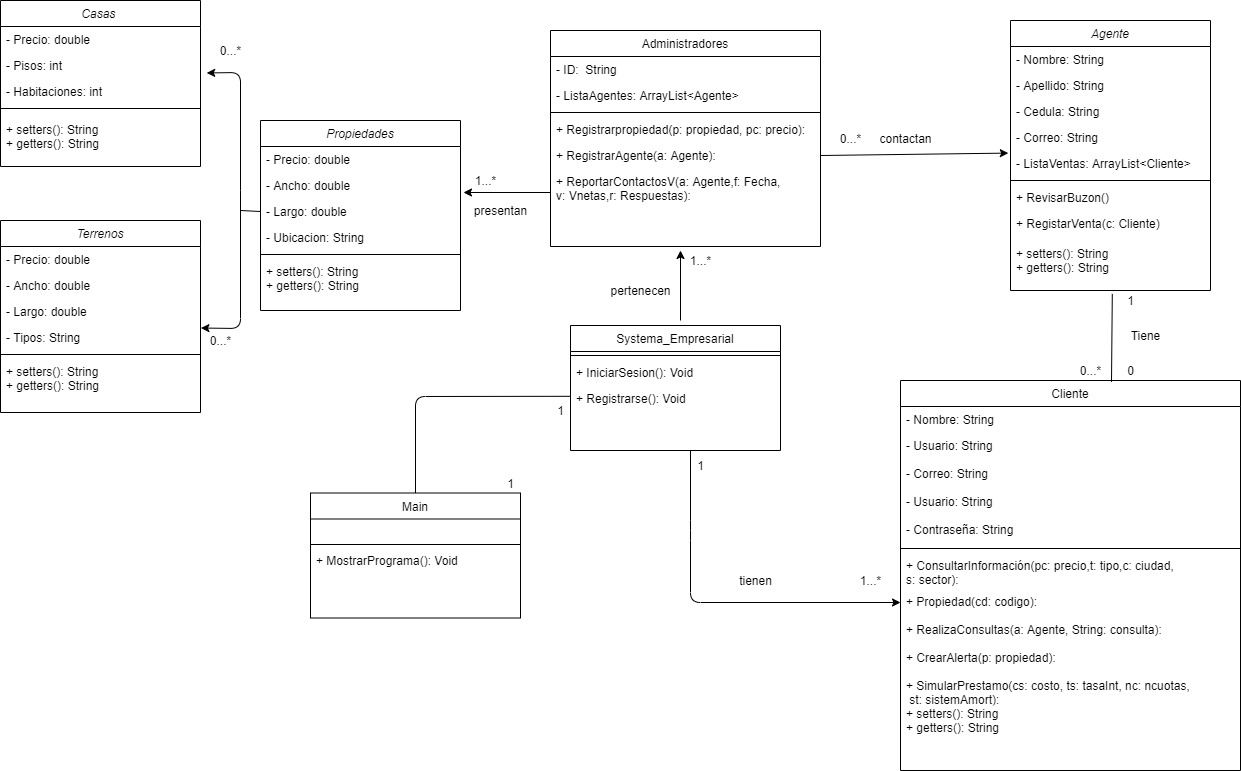 Casas
- Precio: double
- Pisos: int
- Habitaciones: int
+ setters(): String
+ getters(): String
0...*
Propiedades
- Precio: double
- Ancho: double
- Largo: double
- Ubicacion: String
+ setters(): String
+ getters(): String
Terrenos
- Precio: double
- Ancho: double
- Largo: double
- Tipos: String
+ setters(): String
+ getters(): String
0...*
1...*
presentan
Administradores
- ID:  String
- ListaAgentes: ArrayList<Agente>
+ Registrarpropiedad(p: propiedad, pc: precio):
+ RegistrarAgente(a: Agente):
+ ReportarContactosV(a: Agente,f: Fecha,
v: Vnetas,r: Respuestas):
0...*
contactan
Agente
- Nombre: String
- Apellido: String
- Cedula: String
- Correo: String
- ListaVentas: ArrayList<Cliente>
+ RevisarBuzon()
+ RegistarVenta(c: Cliente)
+ setters(): String
+ getters(): String
1...*
pertenecen
Systema_Empresarial
+ IniciarSesion(): Void
+ Registrarse(): Void
1
1
Main
+ MostrarPrograma(): Void
1
tienen
1...*
1
Tiene
0...*
0
Cliente
- Nombre: String
- Usuario: String
- Correo: String
- Usuario: String
- Contraseña: String
+ ConsultarInformación(pc: precio,t: tipo,c: ciudad,
s: sector):
+ Propiedad(cd: codigo):
+ RealizaConsultas(a: Agente, String: consulta):
+ CrearAlerta(p: propiedad):
+ SimularPrestamo(cs: costo, ts: tasaInt, nc: ncuotas,
st: sistemAmort):
+ setters(): String
+ getters(): String